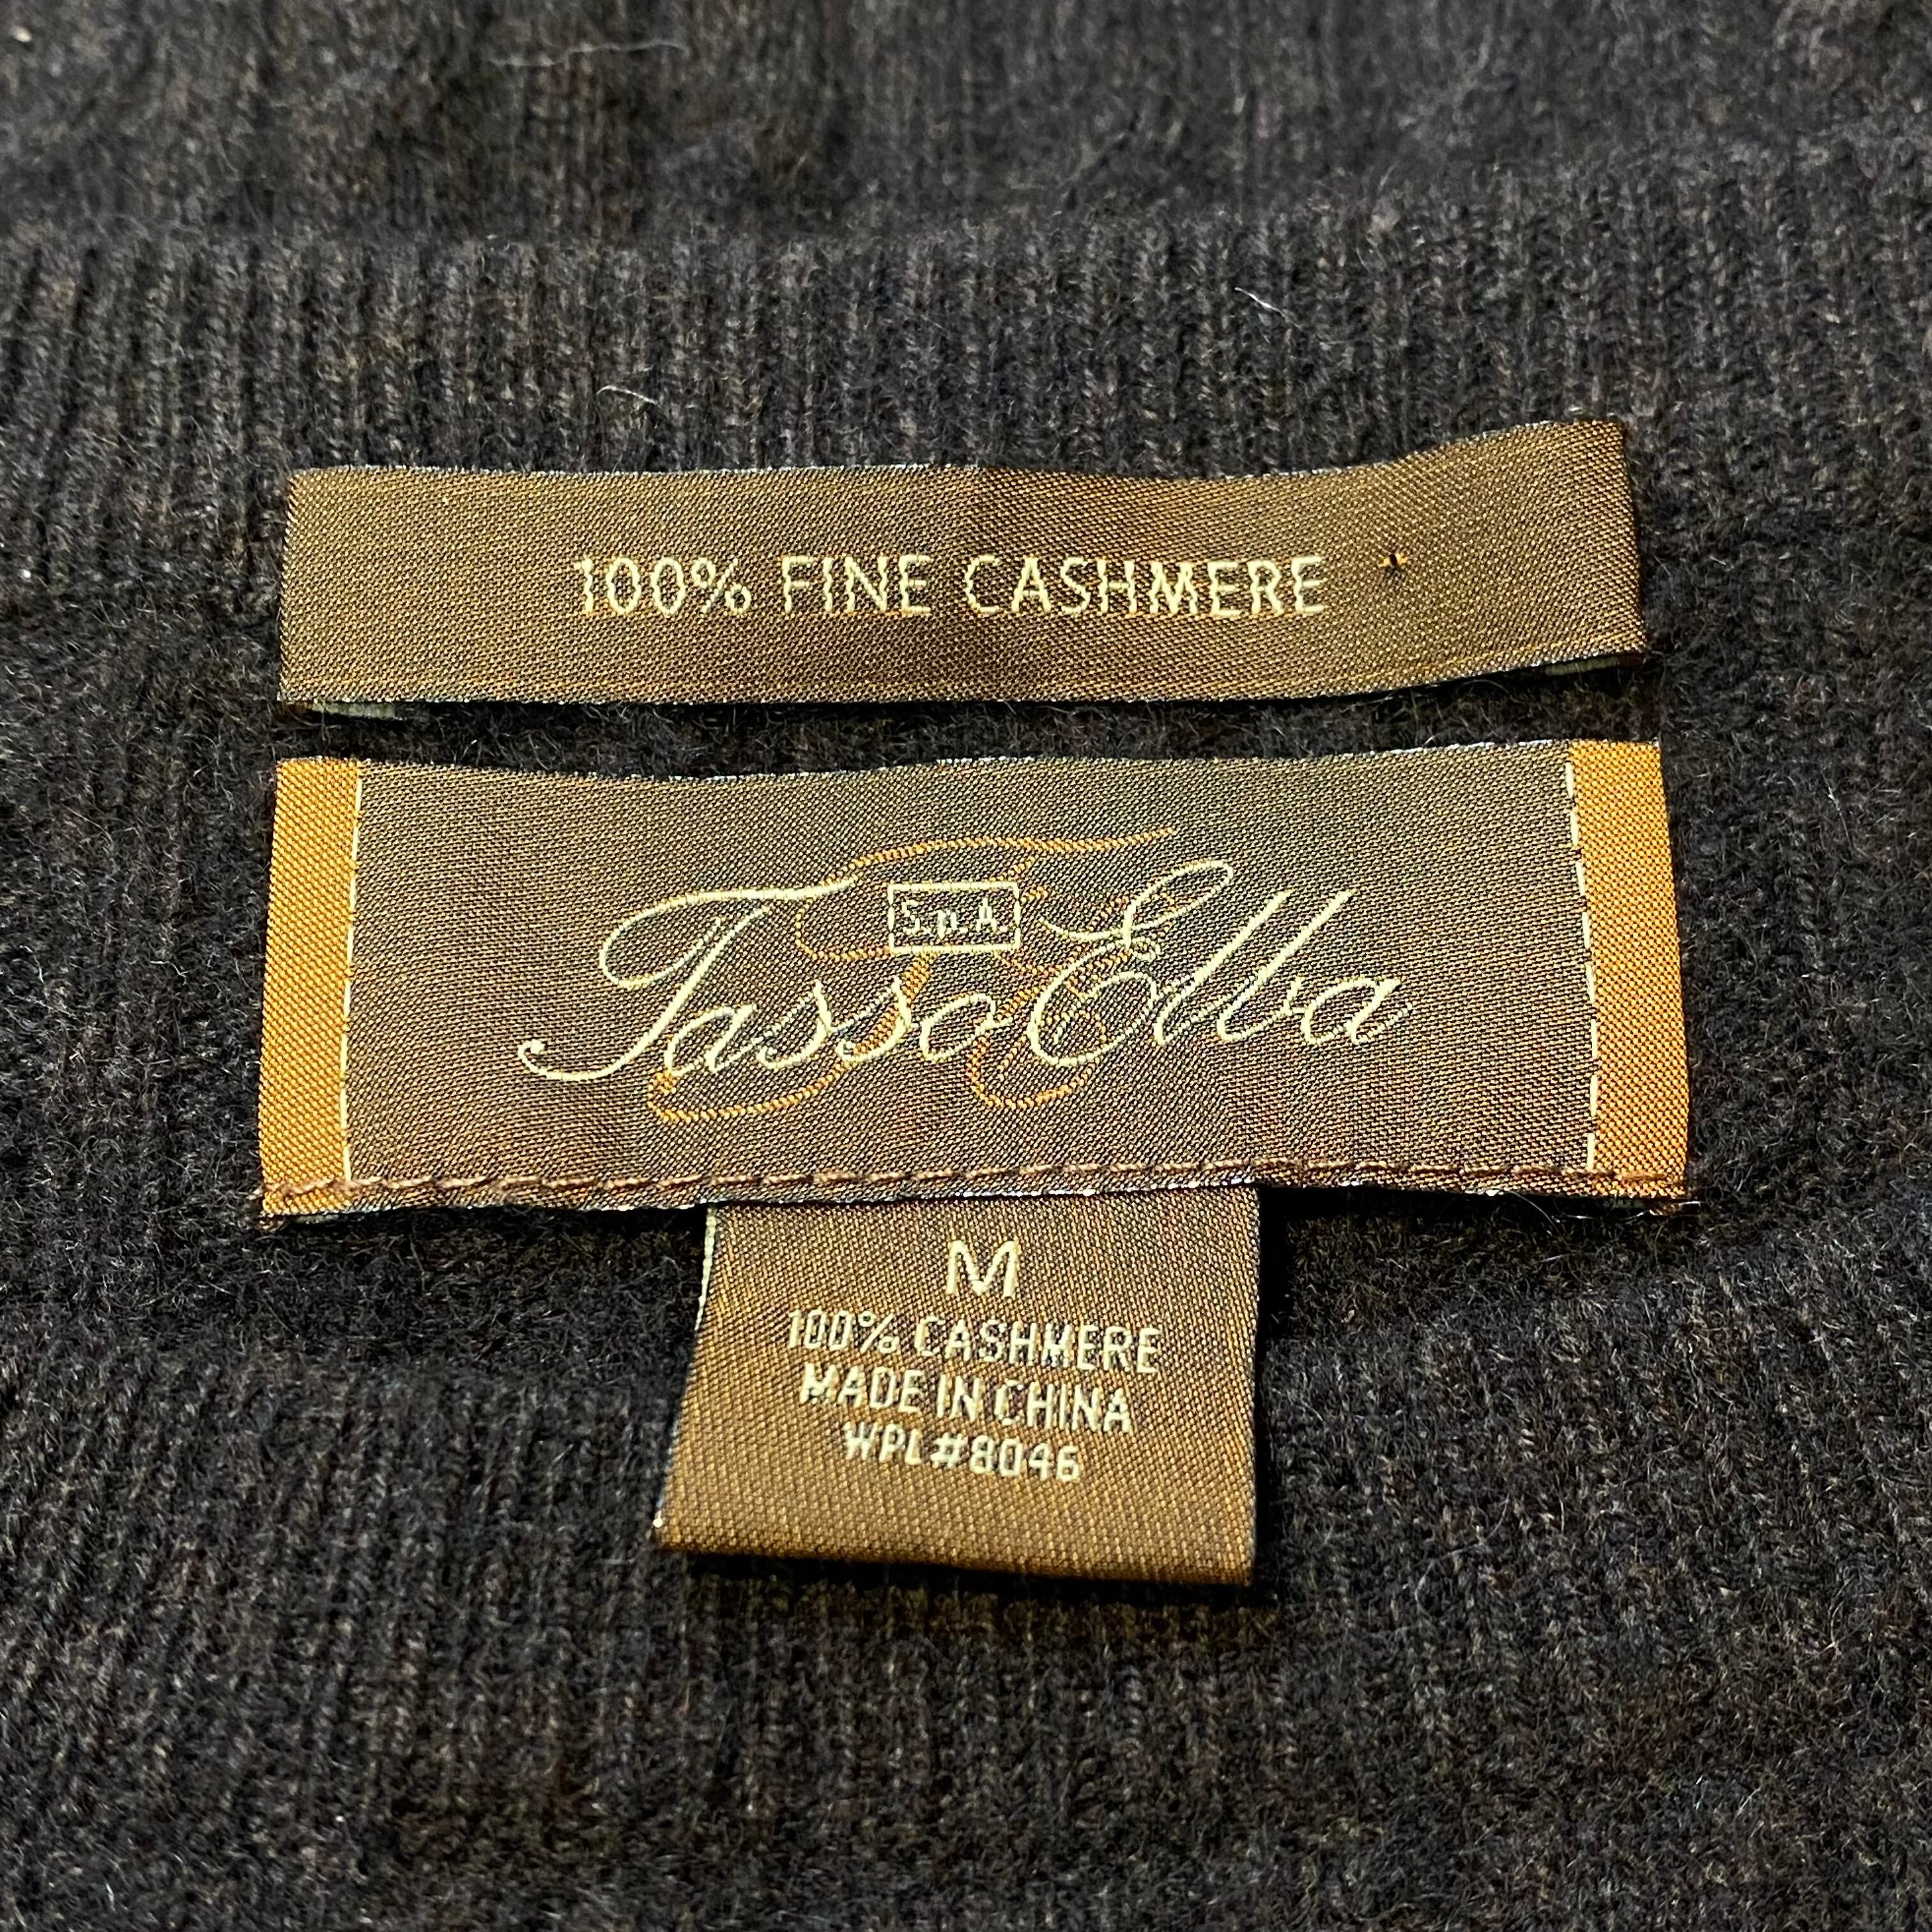 100% FINE CASHMERE
S.p.A.
Tasso Elba
M
100% CASHMERE
MADE IN CHINA
WPL#8046